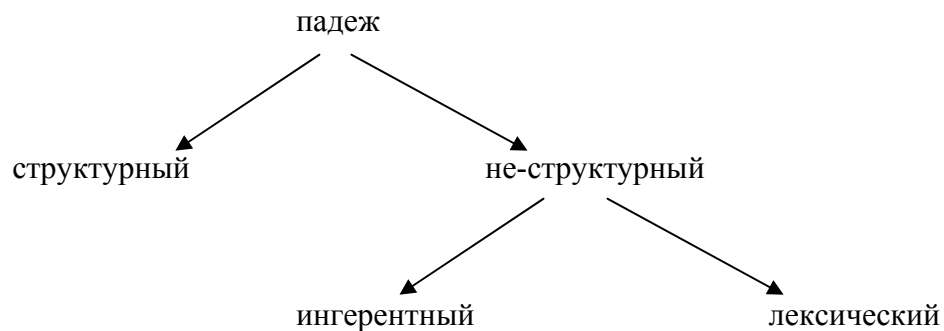 падеж
структурный не-структурный
ингерентный лексический